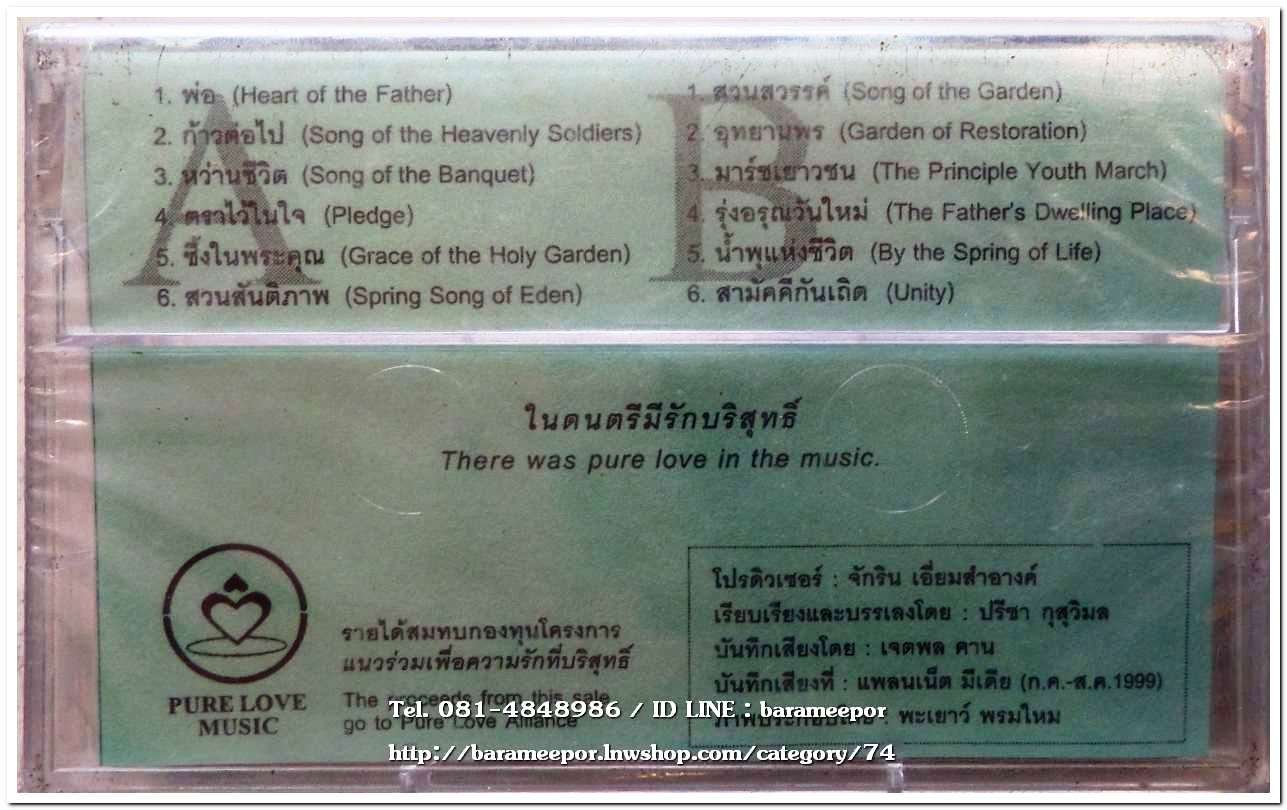 A
1. พ่อ (Heart of the Father)
2. ก้าวต่อไป (Song of the Heavenly Soldiers)
3. หว่านชีวิต (Song of the Banquet)
4. ตราไว้ในใจ (Pledge)
5. ซึ้งในพระคุณ (Grace of the Holy Garden)
6. สวนสันติภาพ (Spring Song of Eden)
B
1. สวนสวรรค์ (Song of the Garden)
2. อุทยานพร (Garden of Restoration)
3. มาร์ชเยาวชน (The Principle Youth March)
4. รุ่งอรุณวันใหม่ (The Father's Dwelling Place)
5. น้ำพุแห่งชีวิต (By the Spring of Life)
6. สามัคคีกันเถิด (Unity)
ในดนตรีมีรักบริสุทธิ์
There was pure love in the music.
PURE LOVE
MUSIC
รายได้สมทบกองทุนโครงการ
แนวร่วมเพื่อความรักที่บริสุทธิ์
The proceeds from this sale
go to Pure Love Alliance
โปรดิวเซอร์ : จักริน เอี่ยมสำอางค์
เรียบเรียงและบรรเลงโดย : ปรีชา กุสุวิมล
บันทึกเสียงโดย : เจตพล คาน
บันทึกเสียงที่ : แพลนเน็ต มีเดีย (ก.ค.-ส.ค.1999)
ภาพประกอบโดย : พะเยาว์ พรมใหม
Tel. 081-4848986 / ID LINE : barameepor
http://barameepor.lnwshop.com/category/74